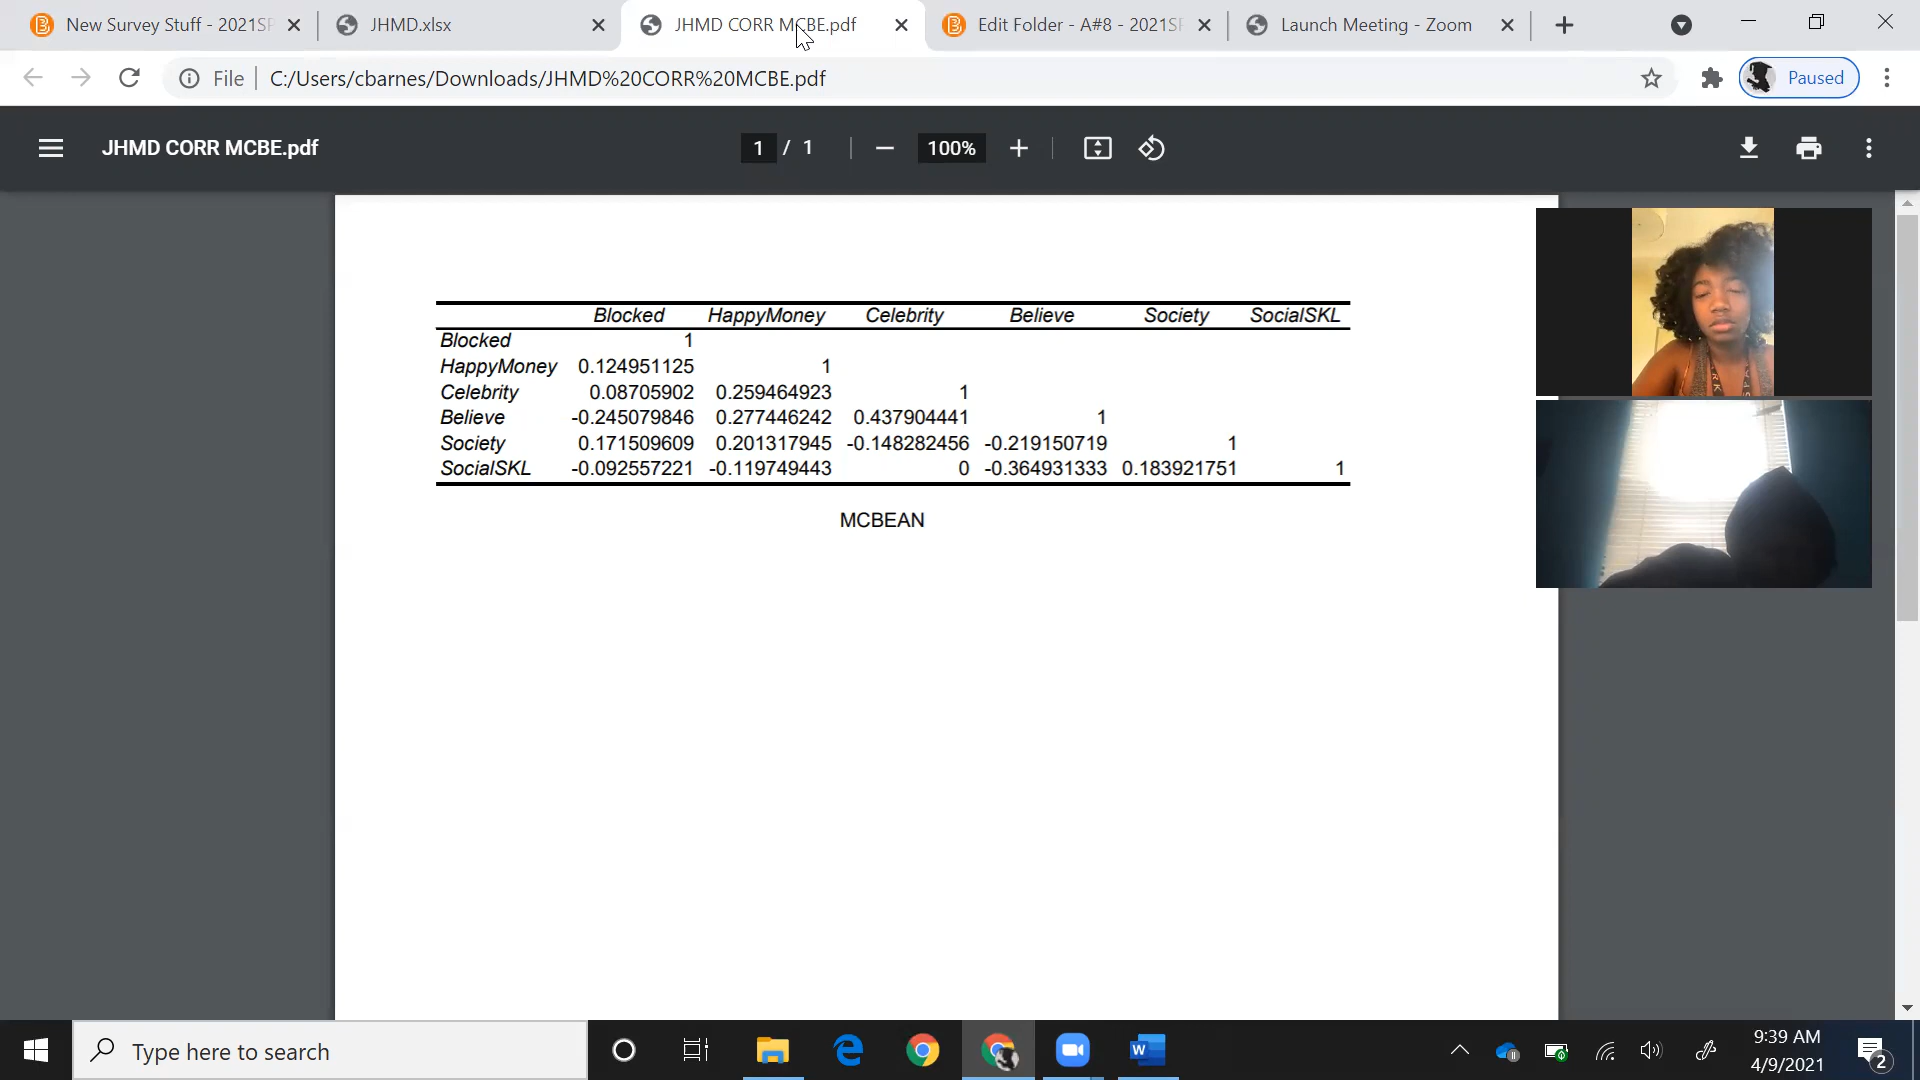 New Survey Stuff - 2021SP
JHMD.xlsx
JHMD CORR MCBE.pdf
Edit Folder - A#8 - 2021SP
Launch Meeting - Zoom
File
C:/Users/cbarnes/Downloads/JHMD%20CORR%20MCBE.pdf
Paused
JHMD CORR MCBE.pdf
1 / 1
100%
Blocked HappyMoney Celebrity Believe Society SocialSKL
Blocked 1
HappyMoney 0.124951125 1
Celebrity 0.08705902 0.259464923 1
Believe -0.245079846 0.277446242 0.437904441 1
Society 0.171509609 0.201317945 -0.148282456 -0.219150719 1
SocialSKL -0.092557221 -0.119749443 0 -0.364931333 0.183921751 1
MCBEAN
Type here to search
9:39 AM
4/9/2021
2